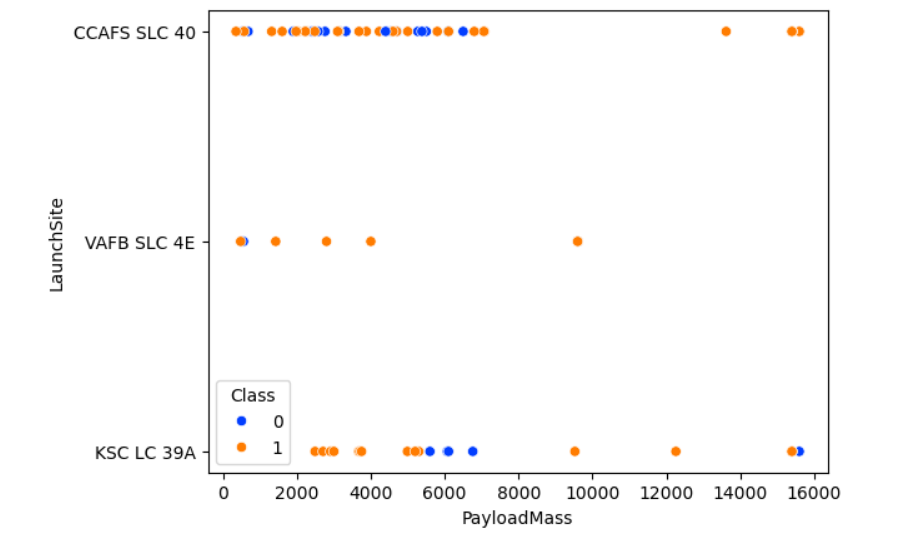 CCAFS SLC 40
VAFB SLC 4E
KSC LC 39A
LaunchSite
Class
0
1
0 2000 4000 6000 8000 10000 12000 14000 16000
PayloadMass